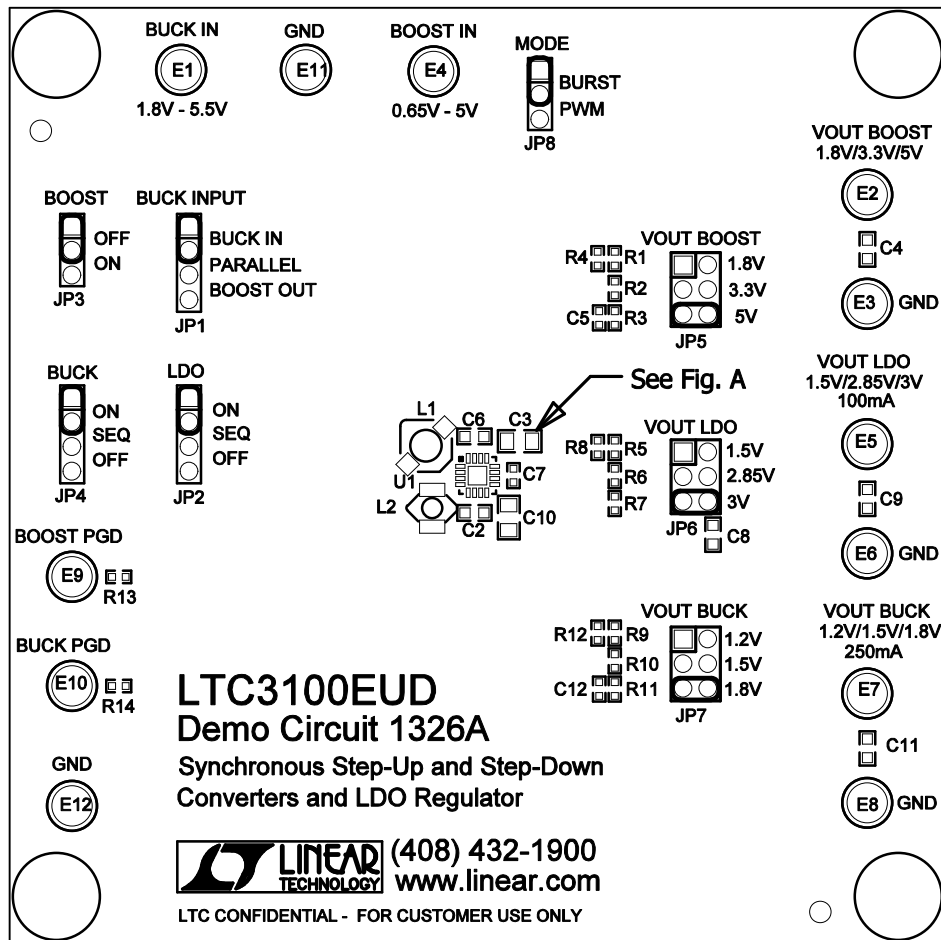 BUCK IN
E1
1.8V - 5.5V
GND
E11
BOOST IN
E4
0.65V - 5V
MODE
BURST
PWM
JP8
VOUT BOOST
1.8V/3.3V/5V
E2
C4
E3 GND
BOOST
OFF
ON
JP3
BUCK INPUT
BUCK IN
PARALLEL
BOOST OUT
JP1
VOUT BOOST
R4 R1
R2
C5 R3
1.8V
3.3V
5V
JP5
BUCK
ON
SEQ
OFF
JP4
LDO
ON
SEQ
OFF
JP2
See Fig. A
L1
C6
C3
U1
C7
L2
C2
C10
VOUT LDO
R8 R5
R6
R7
1.5V
2.85V
3V
JP6
C8
VOUT LDO
1.5V/2.85V/3V
100mA
E5
C9
E6 GND
BOOST PGD
E9
R13
BUCK PGD
E10
R14
GND
E12
VOUT BUCK
R12 R9
R10
C12 R11
1.2V
1.5V
1.8V
JP7
VOUT BUCK
1.2V/1.5V/1.8V
250mA
E7
C11
E8 GND
LTC3100EUD
Demo Circuit 1326A
Synchronous Step-Up and Step-Down
Converters and LDO Regulator
LINEAR
TECHNOLOGY
(408) 432-1900
www.linear.com
LTC CONFIDENTIAL - FOR CUSTOMER USE ONLY